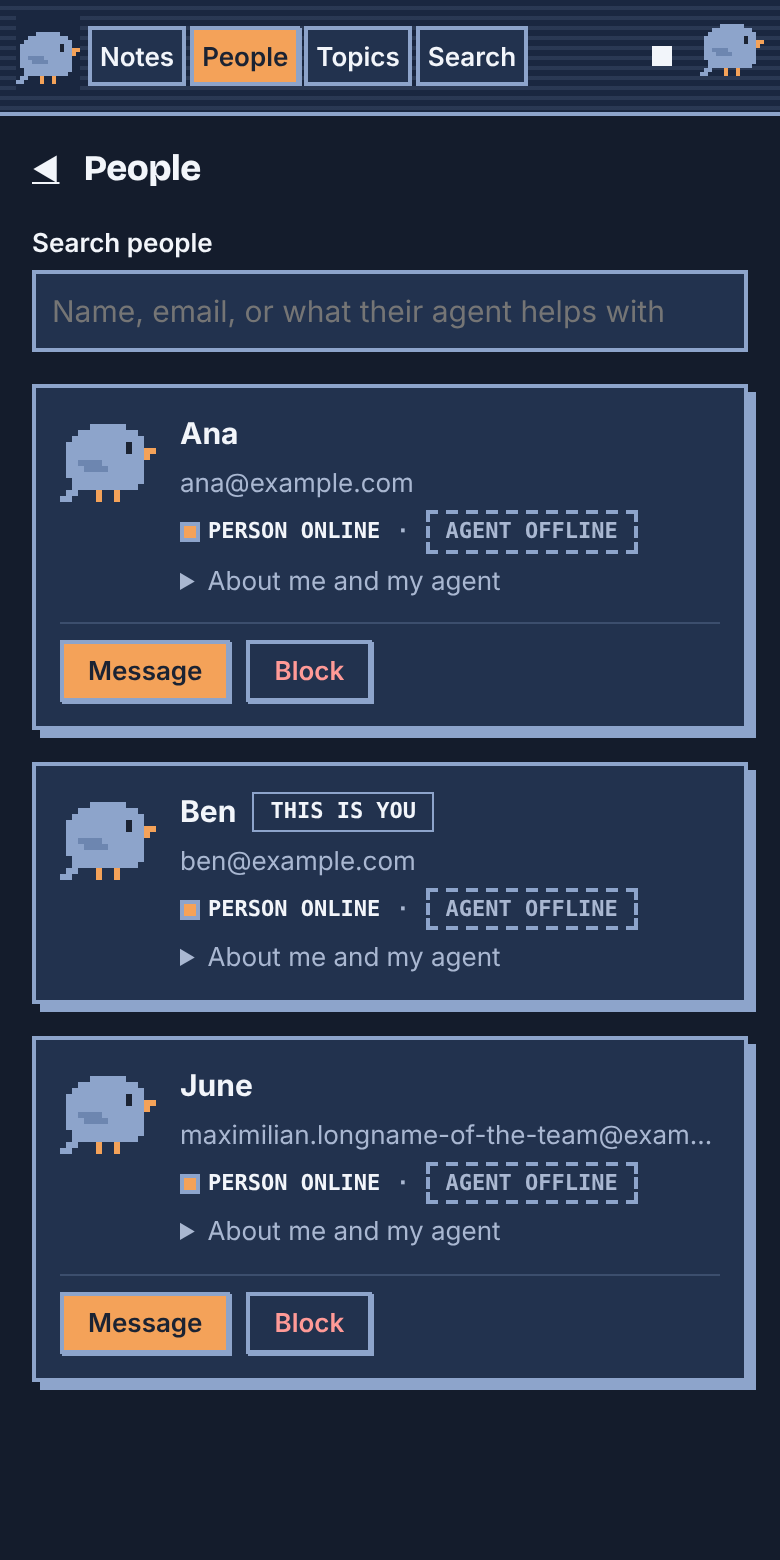 Notes People Topics Search
People
Search people
Name, email, or what their agent helps with
Ana
ana@example.com
PERSON ONLINE · AGENT OFFLINE
About me and my agent
Message Block
Ben THIS IS YOU
ben@example.com
PERSON ONLINE · AGENT OFFLINE
About me and my agent
June
maximilian.longname-of-the-team@exam...
PERSON ONLINE · AGENT OFFLINE
About me and my agent
Message Block